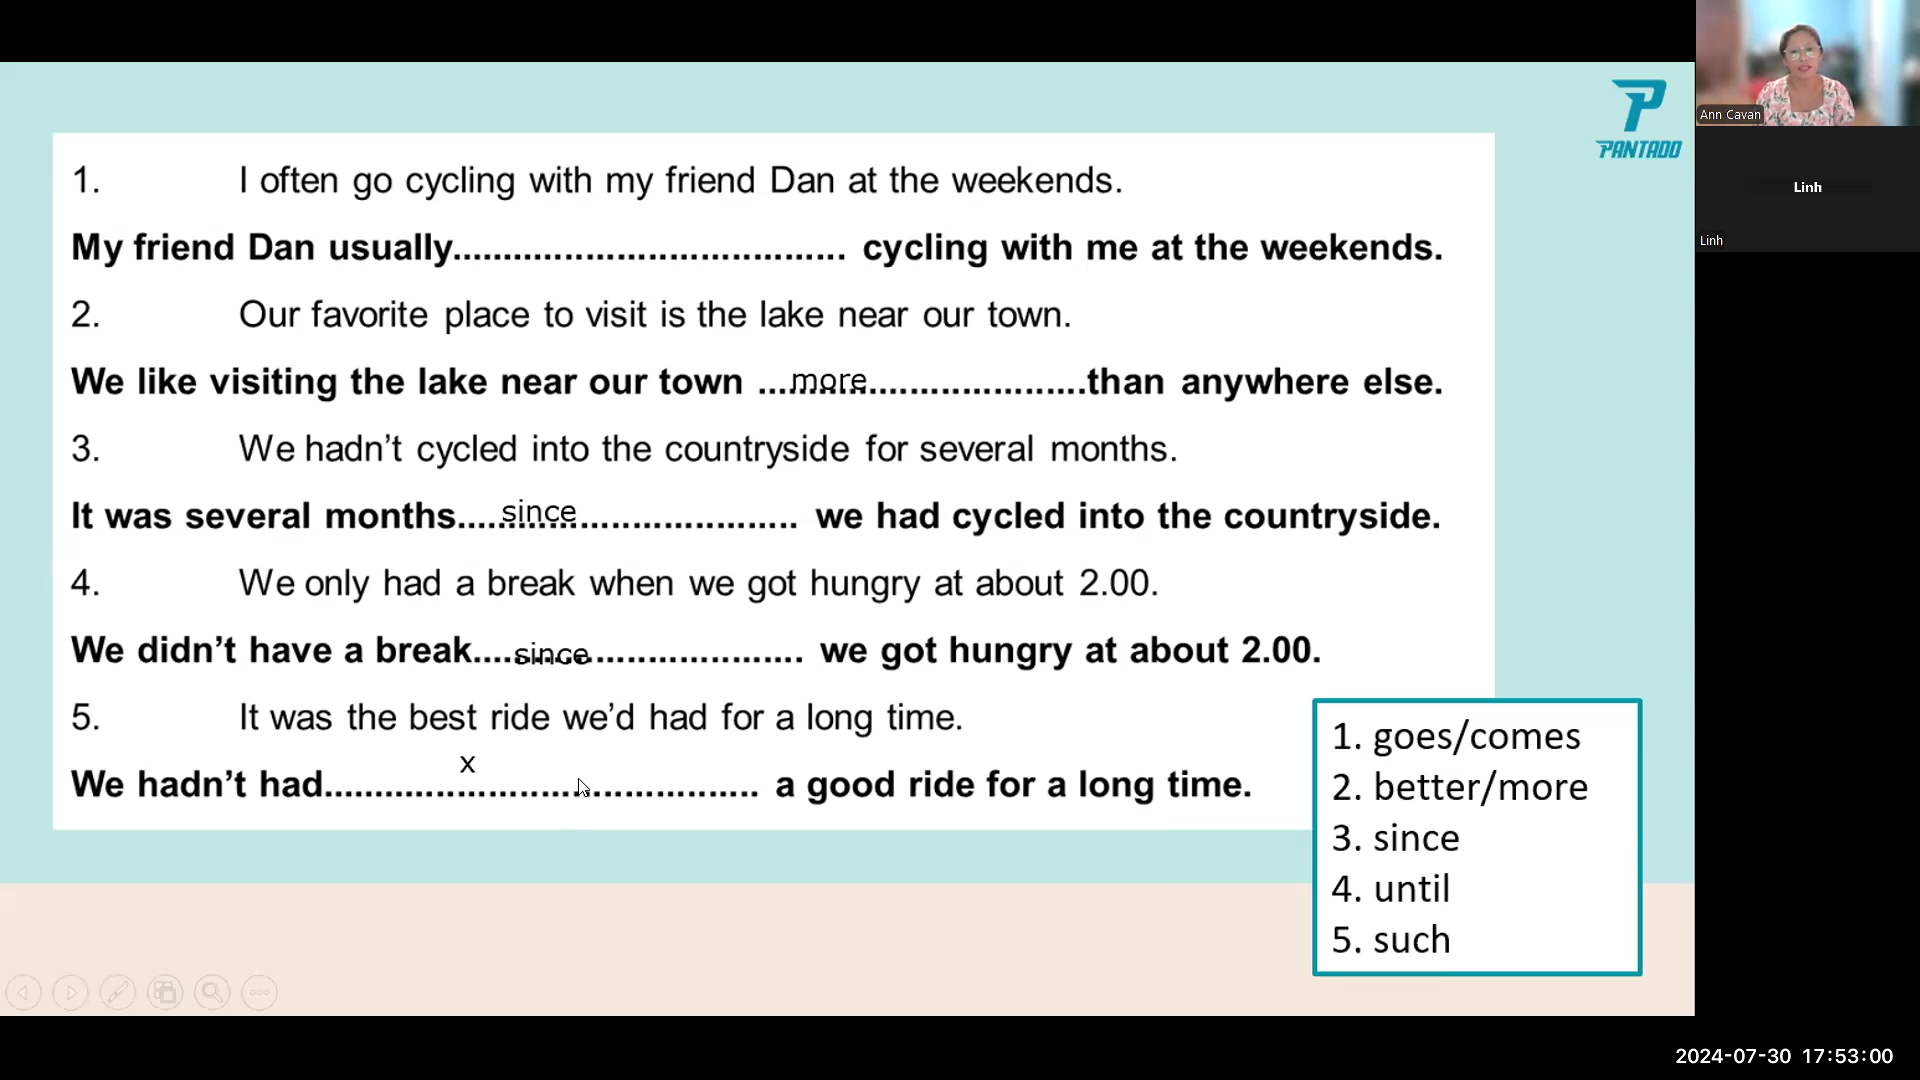 PANTADO
Ann Cavan
Linh
Linh
1. I often go cycling with my friend Dan at the weekends.
My friend Dan usually....................................... cycling with me at the weekends.
2. Our favorite place to visit is the lake near our town.
We like visiting the lake near our town ...more.....................than anywhere else.
3. We hadn't cycled into the countryside for several months.
It was several months....since..................... we had cycled into the countryside.
4. We only had a break when we got hungry at about 2.00.
We didn't have a break....since..................... we got hungry at about 2.00.
5. It was the best ride we'd had for a long time.
x
We hadn't had.......................................... a good ride for a long time.
1. goes/comes
2. better/more
3. since
4. until
5. such
2024-07-30 17:53:00